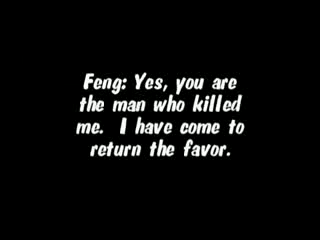 Feng: Yes, you are
the man who killed
me. I have come to
return the favor.